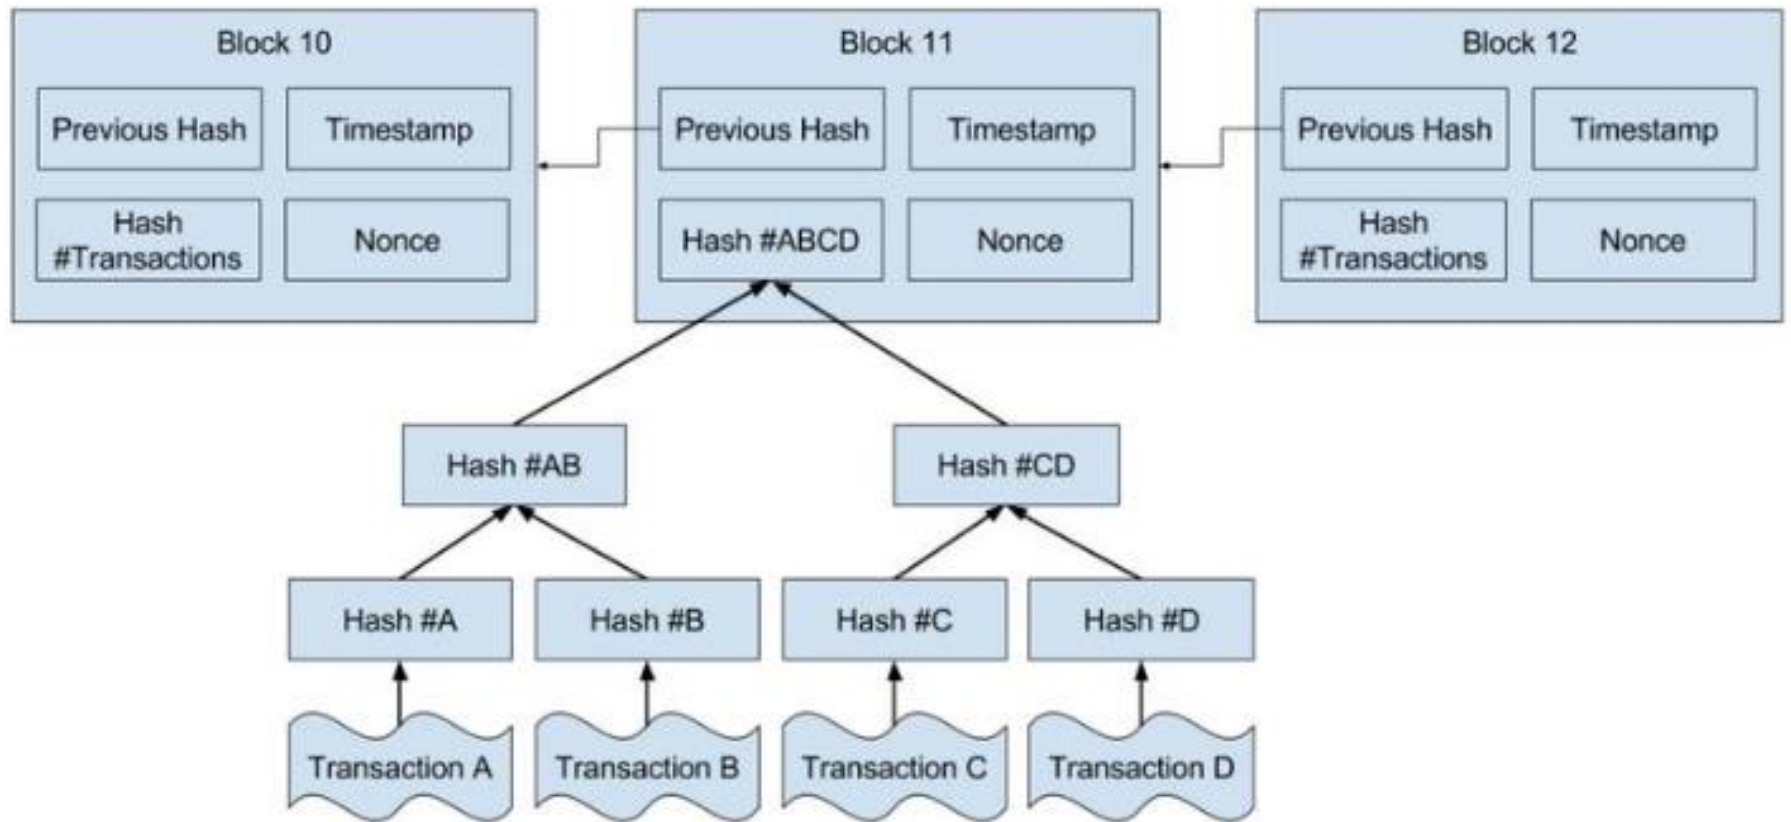 Block 10
Previous Hash
Timestamp
Hash
#Transactions
Nonce
Block 11
Previous Hash
Timestamp
Hash #ABCD
Nonce
Block 12
Previous Hash
Timestamp
Hash
#Transactions
Nonce
Hash #AB
Hash #CD
Hash #A
Hash #B
Hash #C
Hash #D
Transaction A
Transaction B
Transaction C
Transaction D